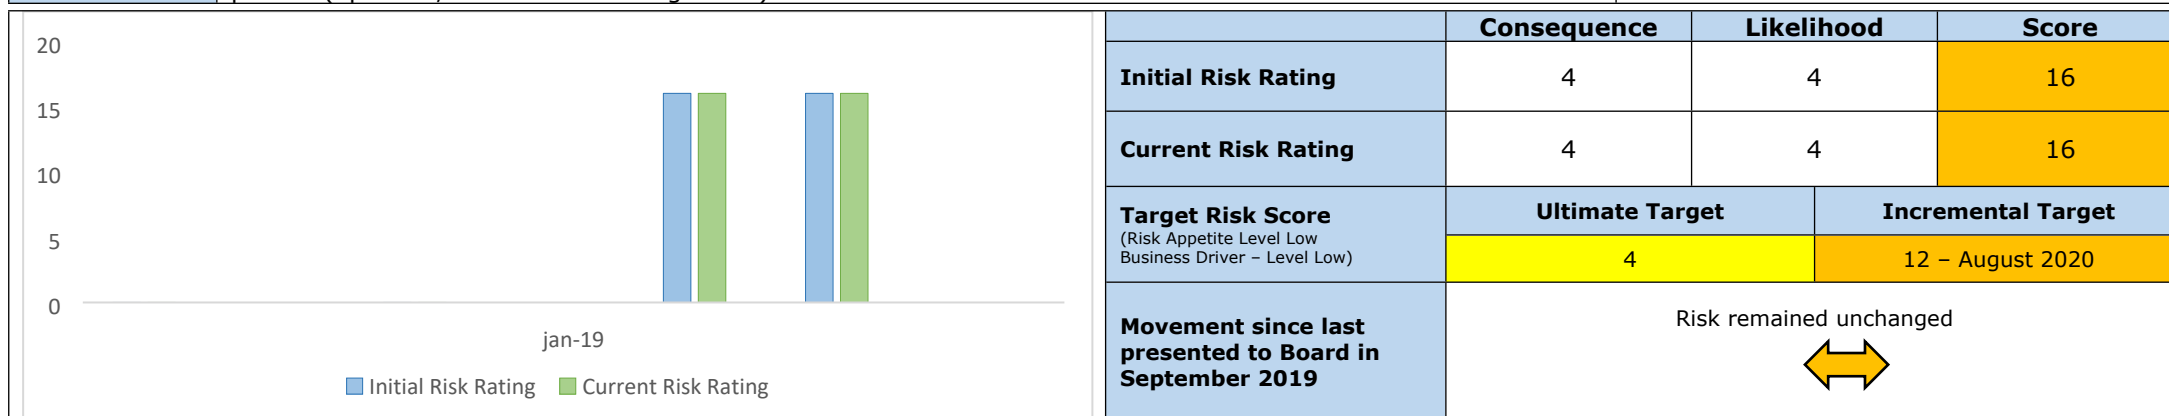 20
15
10
5
0
jan-19
Initial Risk Rating Current Risk Rating
Consequence Likelihood Score
Initial Risk Rating 4 4 16
Current Risk Rating 4 4 16
Target Risk Score
(Risk Appetite Level Low
Business Driver – Level Low)
Ultimate Target Incremental Target
4 12 – August 2020
Movement since last
presented to Board in
September 2019
Risk remained unchanged